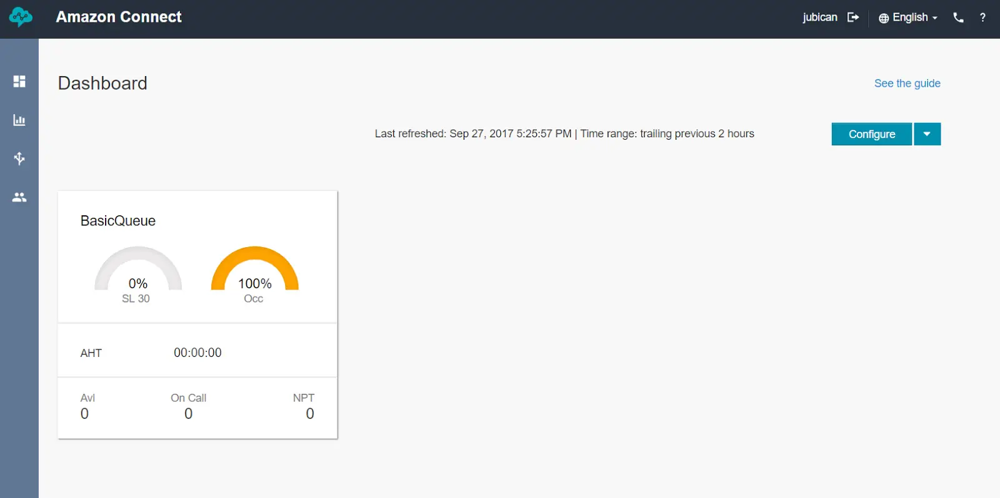 Amazon Connect
jubican
English
?
Dashboard
See the guide
Last refreshed: Sep 27, 2017 5:25:57 PM | Time range: trailing previous 2 hours
Configure
BasicQueue
0%
SL 30
100%
Occ
AHT 00:00:00
Avl On Call NPT
0 0 0